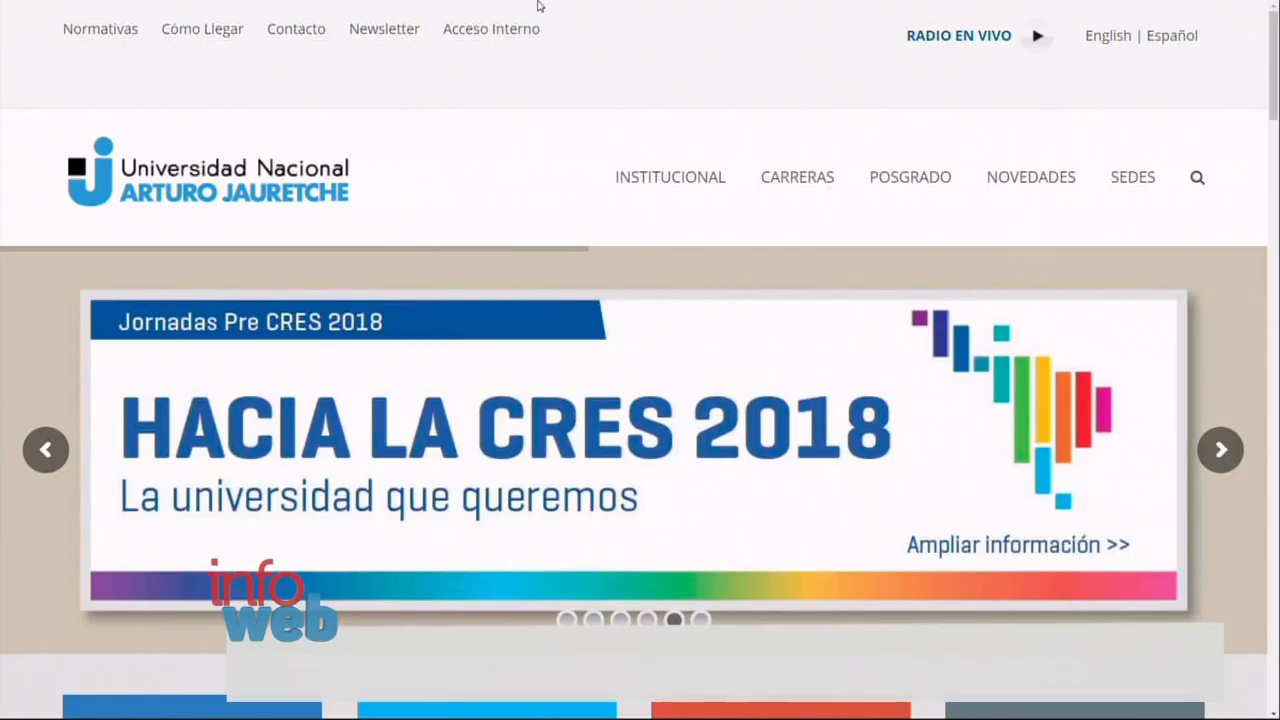 Normativas Cómo Llegar Contacto Newsletter Acceso Interno
RADIO EN VIVO English | Español
Universidad Nacional
ARTURO JAURETCHE
INSTITUCIONAL CARRERAS POSGRADO NOVEDADES SEDES
Jornadas Pre CRES 2018
HACIA LA CRES 2018
La universidad que queremos
Ampliar información >>
info
web